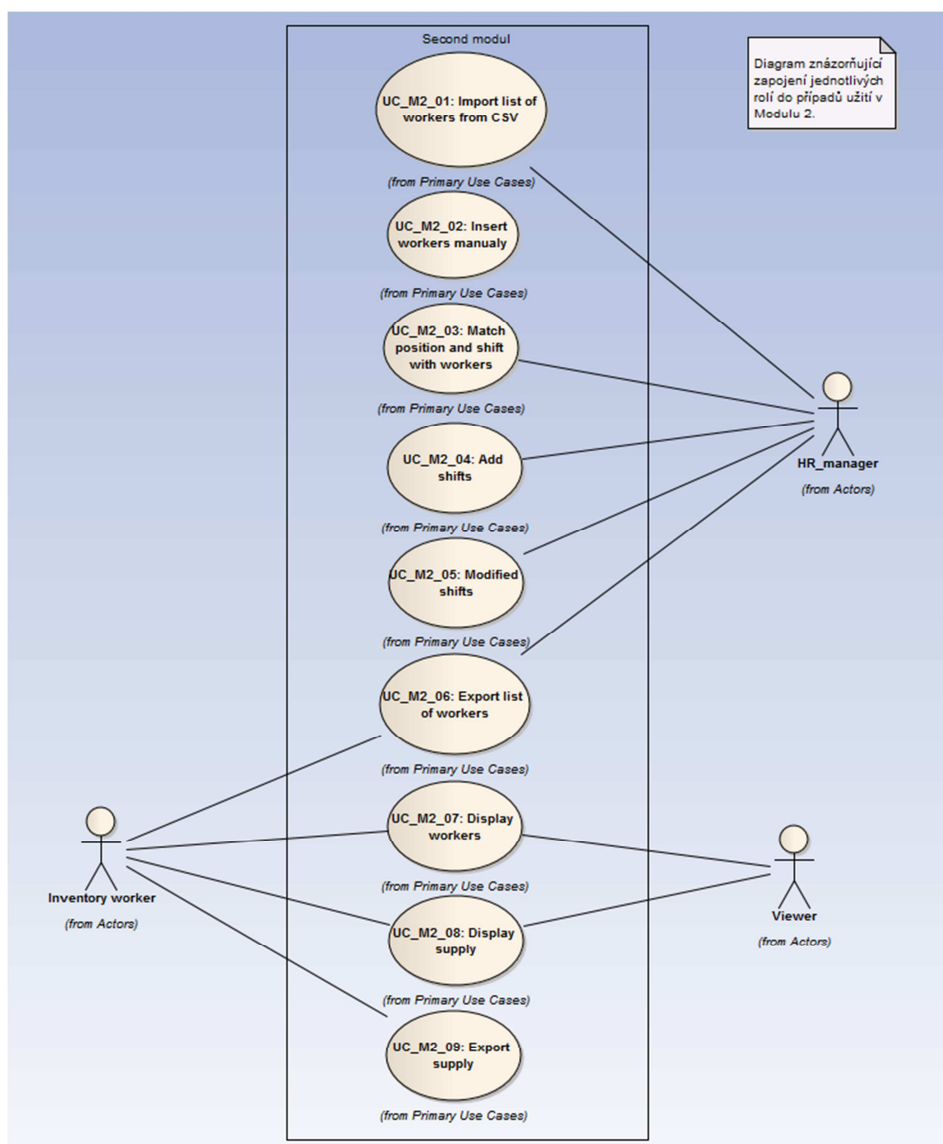 Second modul
Diagram znázorňující
zapojení jednotlivých
rolí do případů užití v
Modulu 2.
UC_M2_01: Import list of
workers from CSV
(from Primary Use Cases)
UC_M2_02: Insert
workers manualy
(from Primary Use Cases)
UC_M2_03: Match
position and shift
with workers
(from Primary Use Cases)
UC_M2_04: Add
shifts
(from Primary Use Cases)
HR_manager
(from Actors)
UC_M2_05: Modified
shifts
(from Primary Use Cases)
UC_M2_06: Export list
of workers
(from Primary Use Cases)
UC_M2_07: Display
workers
(from Primary Use Cases)
Inventory worker
(from Actors)
Viewer
(from Actors)
UC_M2_08: Display
supply
(from Primary Use Cases)
UC_M2_09: Export
supply
(from Primary Use Cases)